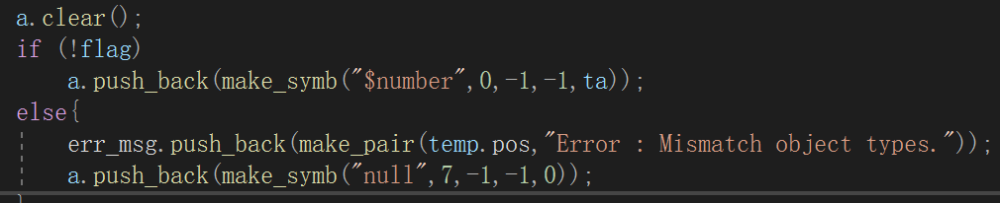 a.clear();
if (!flag)
a.push_back(make_symb("$number",0,-1,-1,ta));
else{
err_msg.push_back(make_pair(temp.pos,"Error : Mismatch object types."));
a.push_back(make_symb("null",7,-1,-1,0));